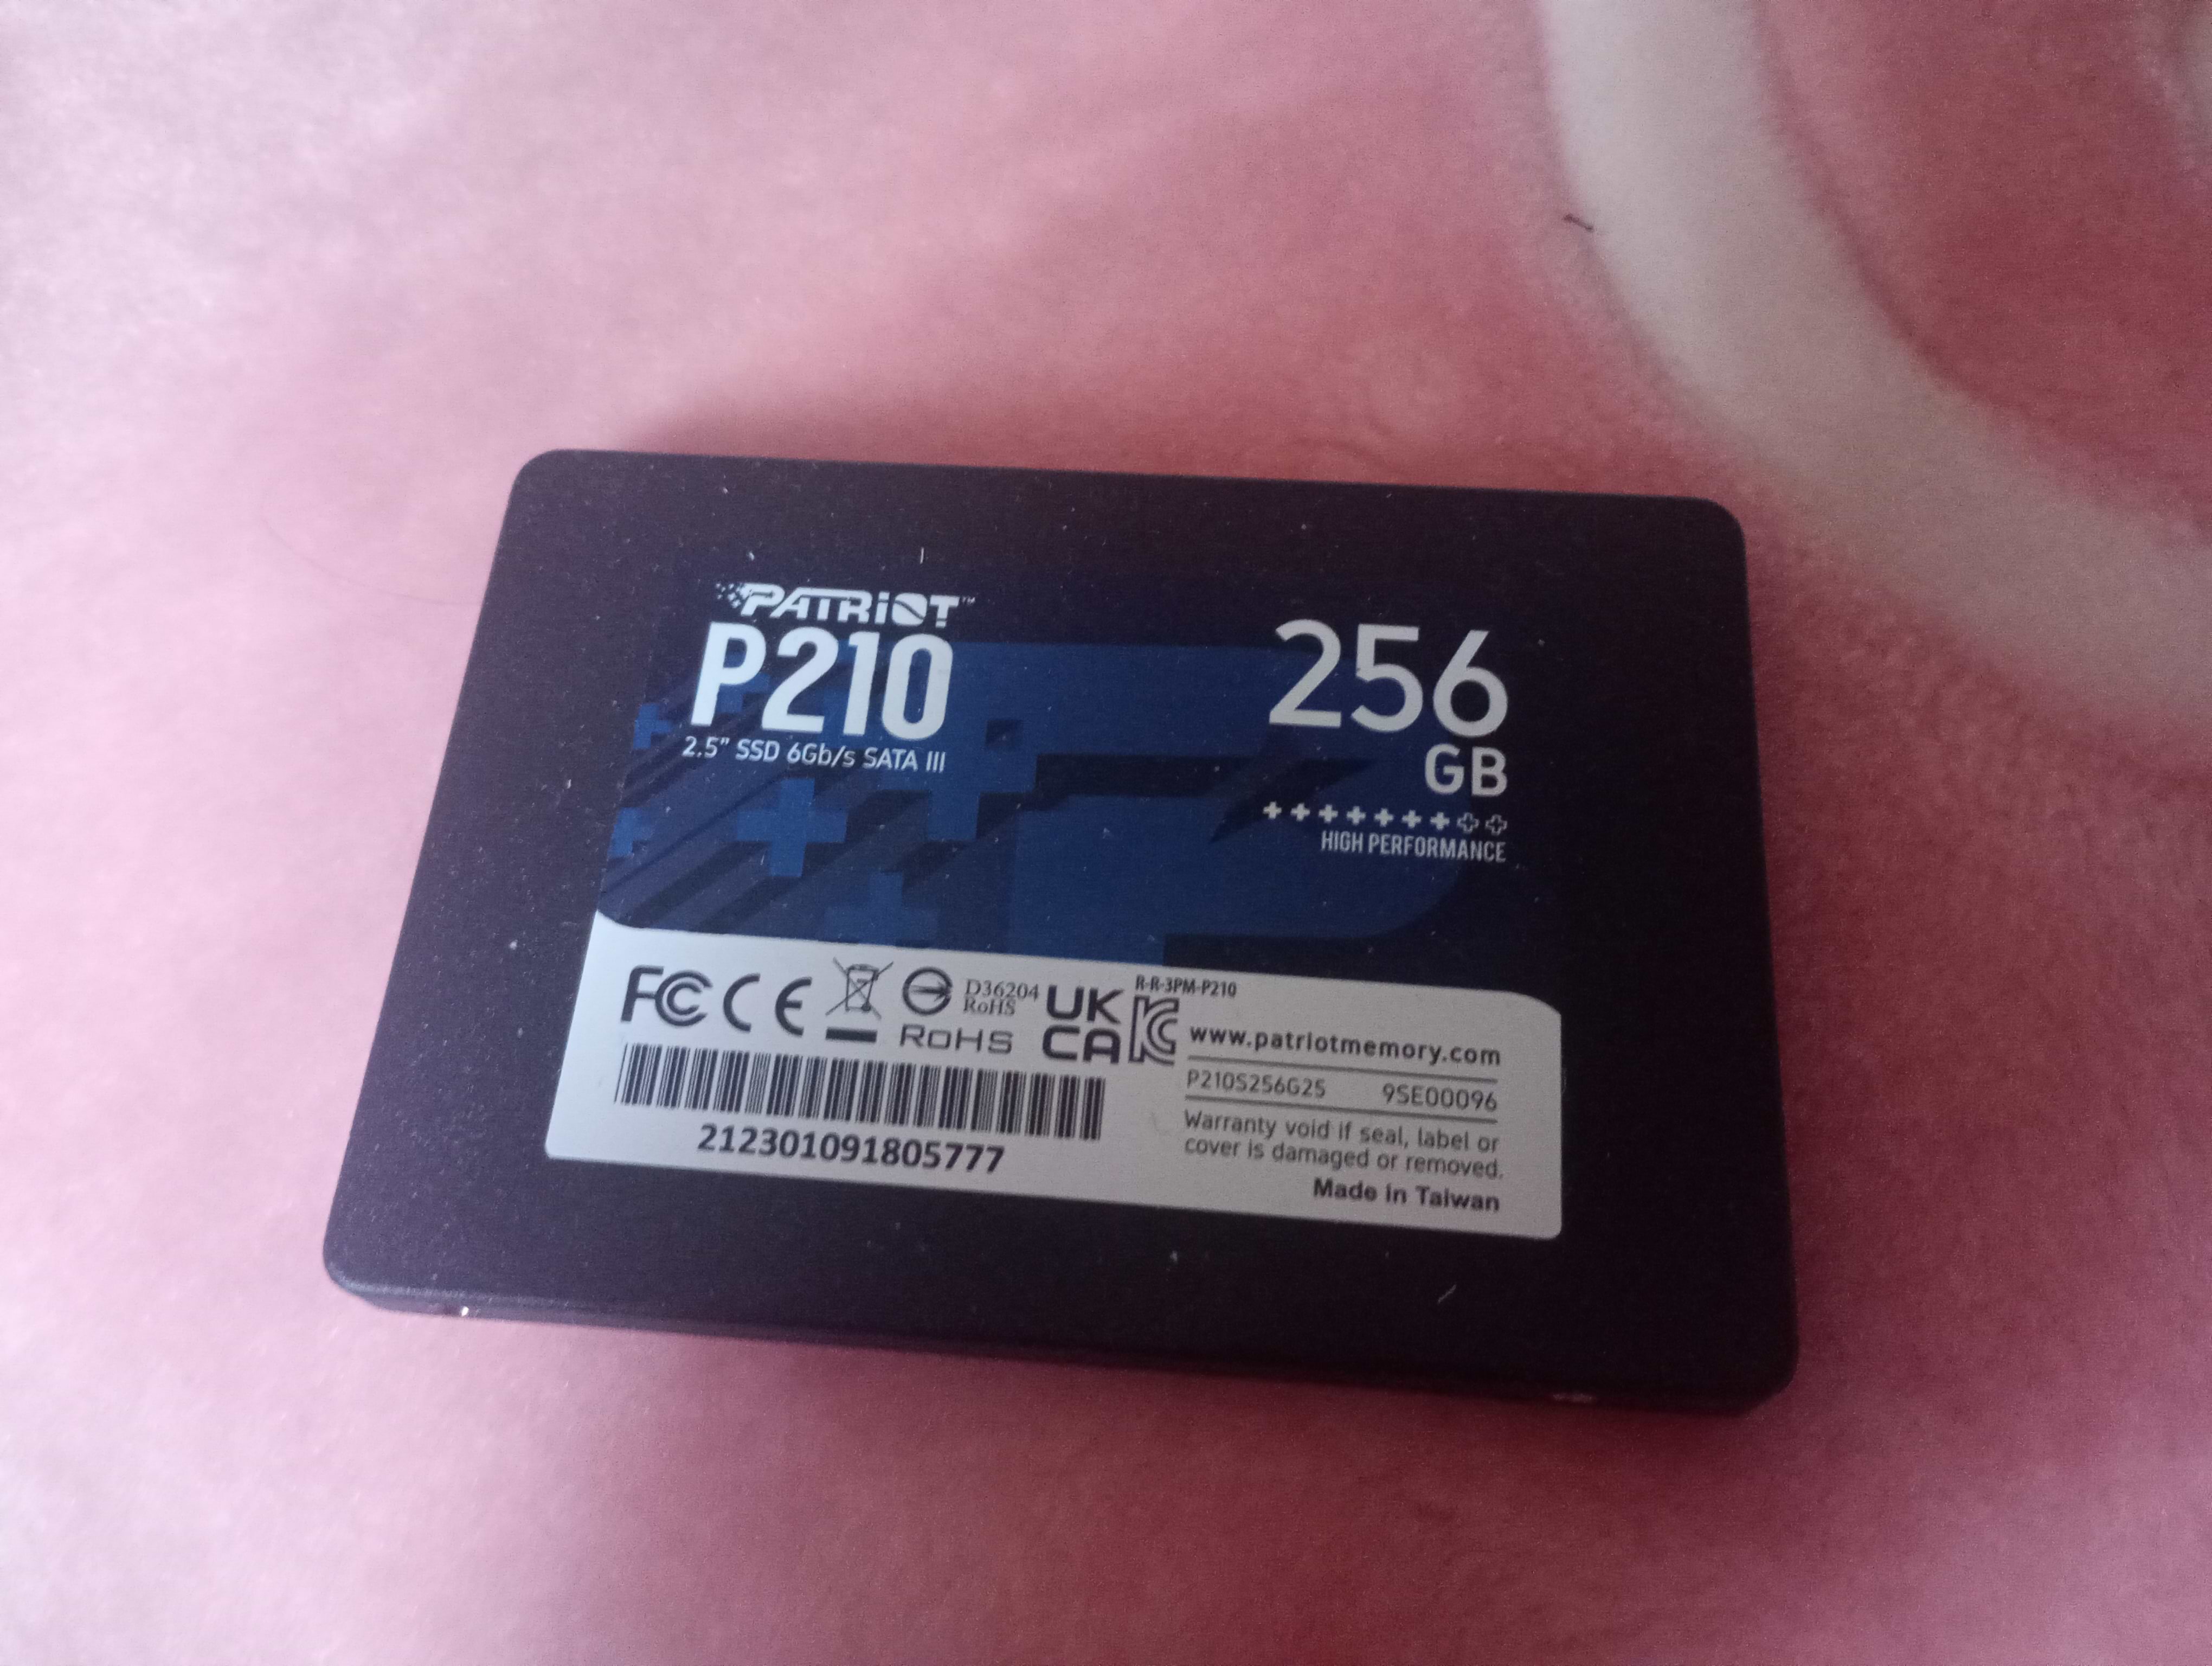 PATRIOT™
P210
2.5" SSD 6Gb/s SATA III
256
GB
HIGH PERFORMANCE
FC CE
D36204
RoHS
RoHS
UK
CA
R-R-3PM-P210
www.patriotmemory.com
P210S256G25 9SE00096
Warranty void if seal, label or
cover is damaged or removed.
Made in Taiwan
212301091805777